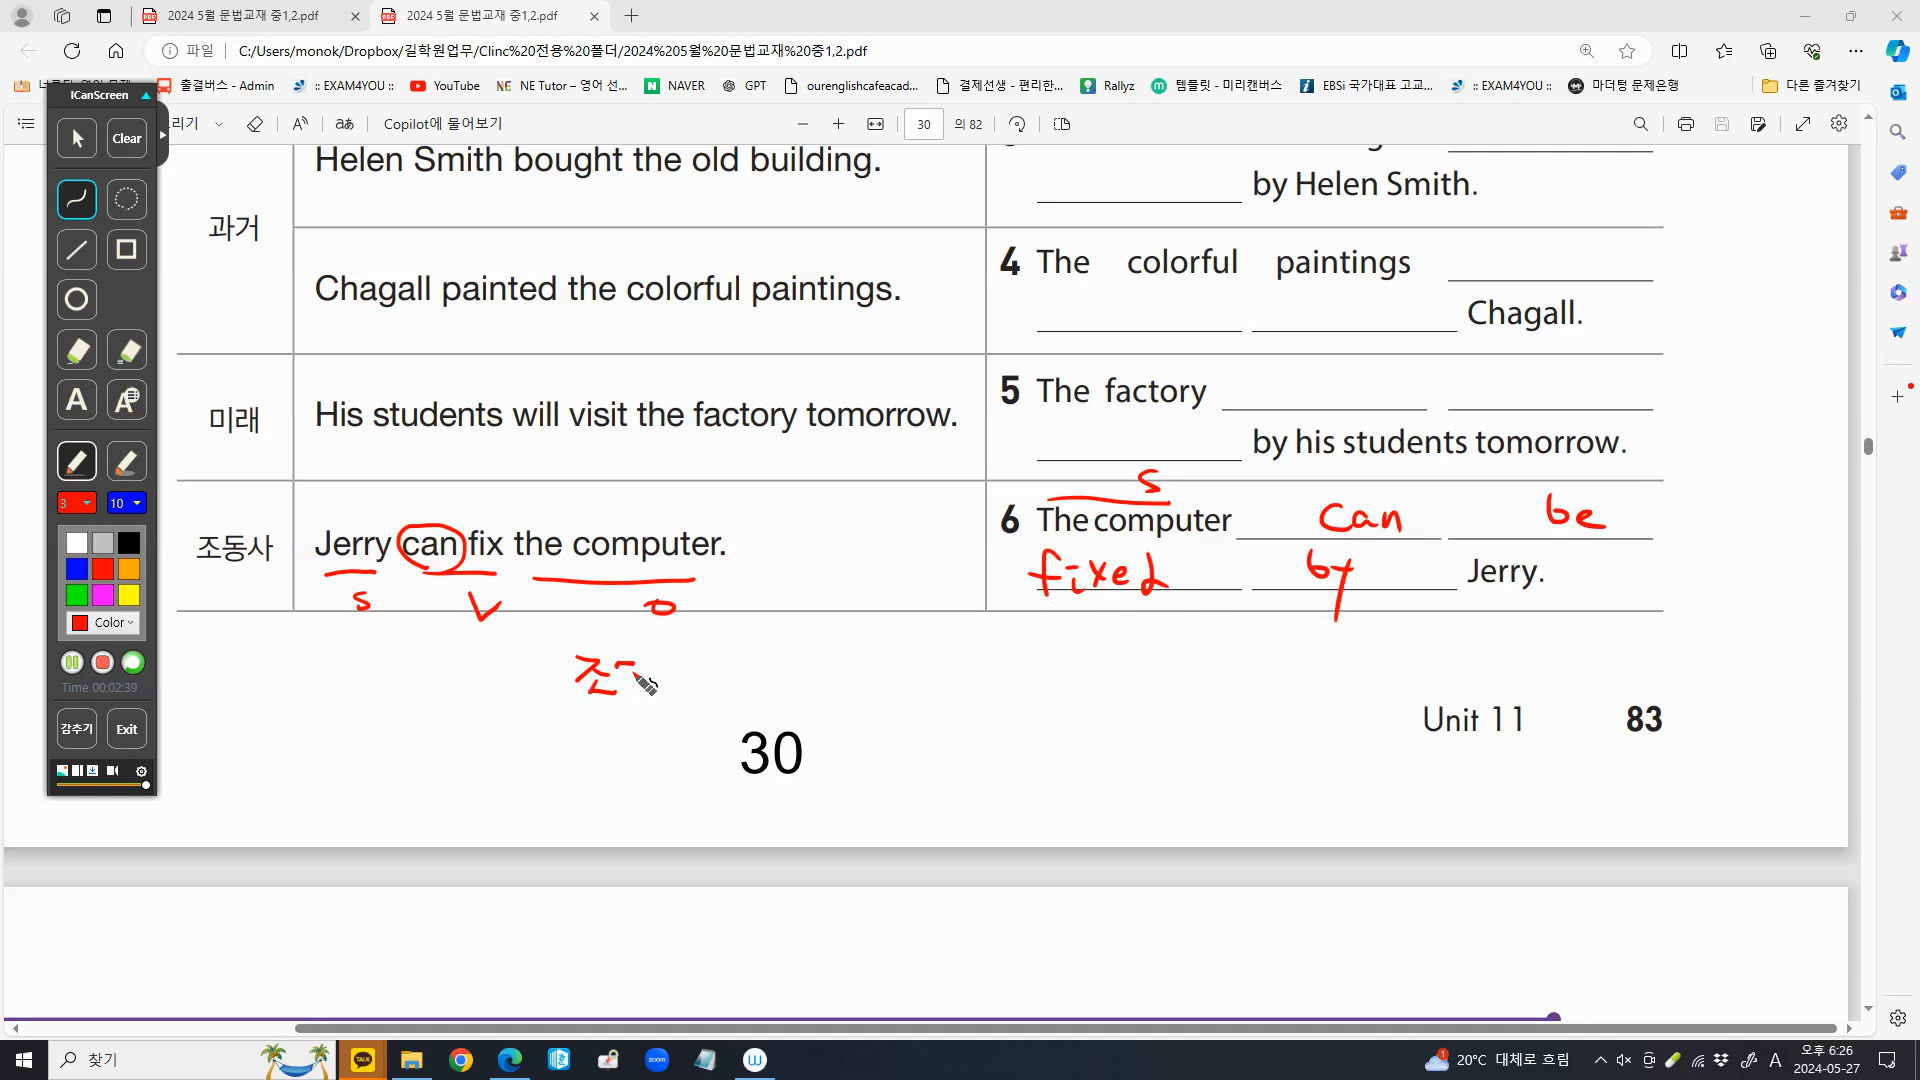 2024 5월 문법교재 중1,2.pdf
2024 5월 문법교재 중1,2.pdf
파일
C:/Users/monok/Dropbox/길학원업무/Clinc%20전용%20폴더/2024%205월%20문법교재%20중1,2.pdf
출결버스 - Admin
:: EXAM4YOU ::
YouTube
NE Tutor – 영어 선...
NAVER
GPT
ourenglishcafeacad...
결제선생 - 편리한...
Rallyz
템플릿 - 미리캔버스
EBSi 국가대표 고교...
:: EXAM4YOU ::
마더텅 문제은행
다른 즐겨찾기
리기
Copilot에 물어보기
30 의 82
ICanScreen
Clear
3
10
Color
Time 00:02:39
감추기
Exit
과거
Helen Smith bought the old building.
by Helen Smith.
Chagall painted the colorful paintings.
4 The colorful paintings
Chagall.
미래
His students will visit the factory tomorrow.
5 The factory
by his students tomorrow.
조동사
Jerry can fix the computer.
s v o
s
6 The computer can be
fixed by Jerry.
조
30
Unit 11 83
찾기
TALK
zoom
20°C 대체로 흐림
A
오후 6:26
2024-05-27